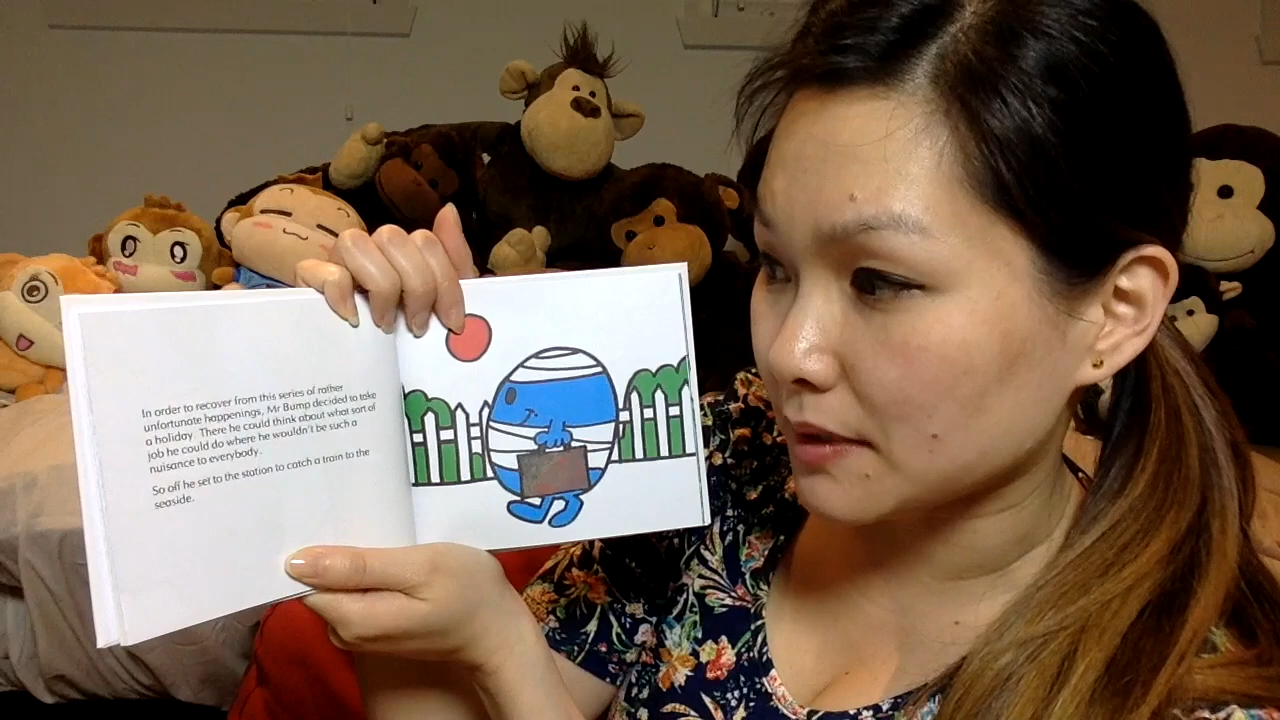 In order to recover from this series of rather
unfortunate happenings, Mr Bump decided to take
a holiday. There he could think about what sort of
job he could do where he wouldn't be such a
nuisance to everybody.
So off he set to the station to catch a train to the
seaside.